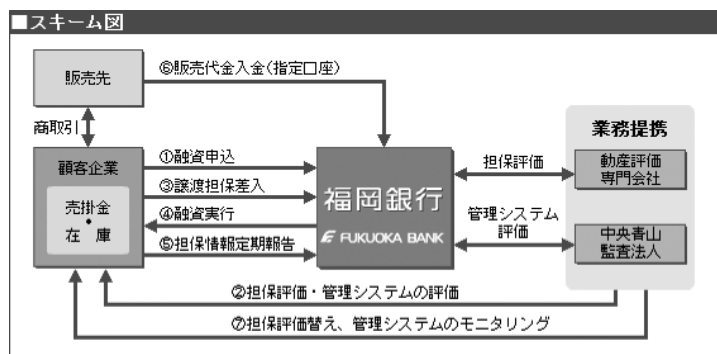 ■スキーム図
販売先
⑥販売代金入金(指定口座)
商取引
顧客企業
売掛金
・
在庫
①融資申込
③譲渡担保差入
④融資実行
⑤担保情報定期報告
福岡銀行
FUKUOKA BANK
担保評価
管理システム
評価
業務提携
動産評価
専門会社
中央青山
監査法人
②担保評価・管理システムの評価
⑦担保評価替え、管理システムのモニタリング